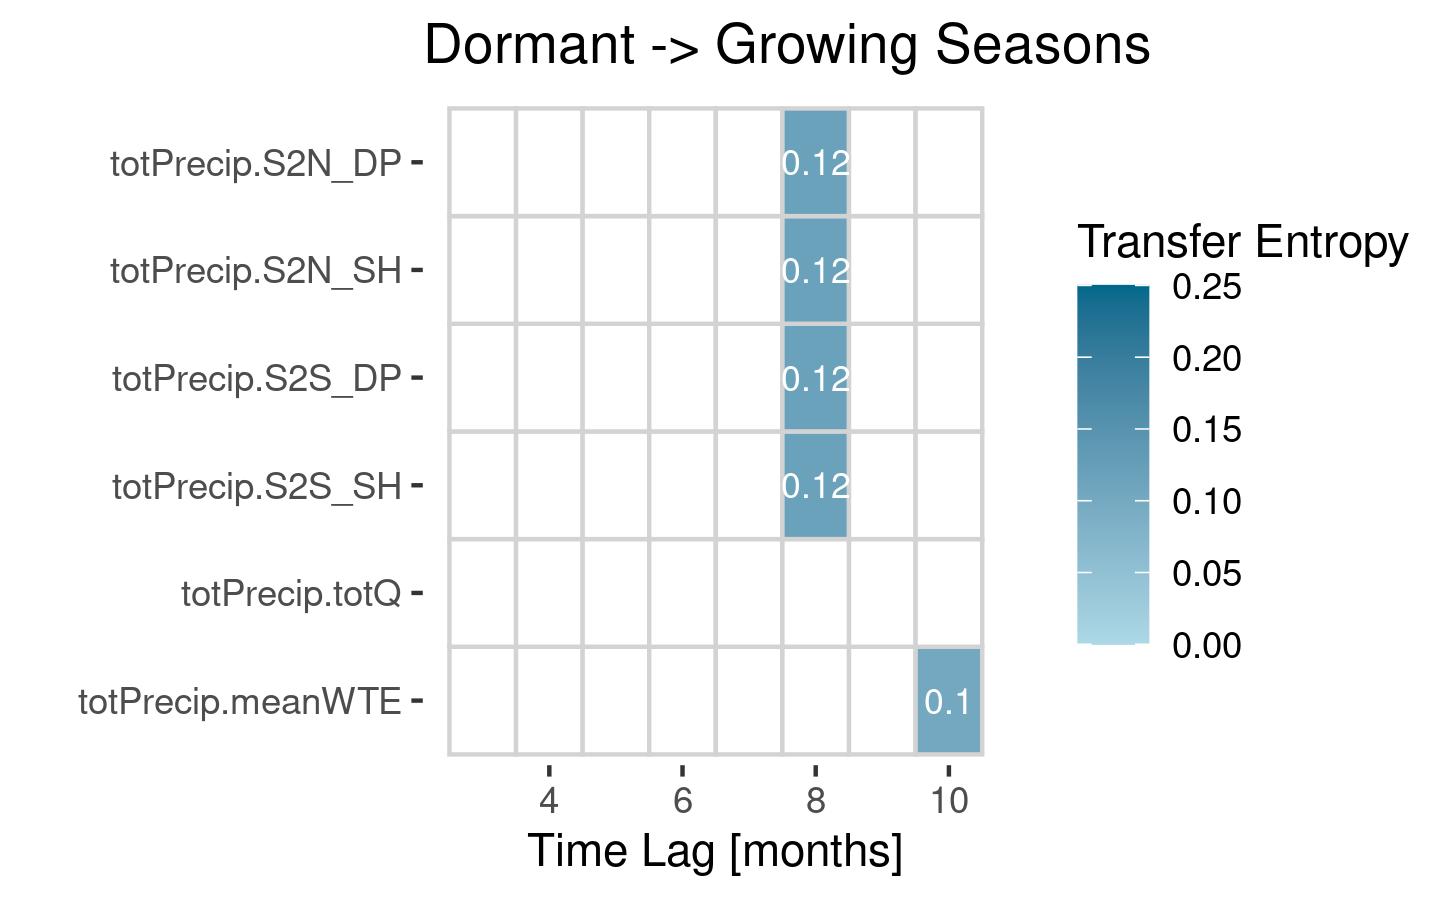 Dormant -> Growing Seasons
totPrecip.S2N_DP
0.12
totPrecip.S2N_SH
0.12
totPrecip.S2S_DP
0.12
totPrecip.S2S_SH
0.12
totPrecip.totQ
totPrecip.meanWTE
0.1
4 6 8 10
Time Lag [months]
Transfer Entropy
0.25
0.20
0.15
0.10
0.05
0.00